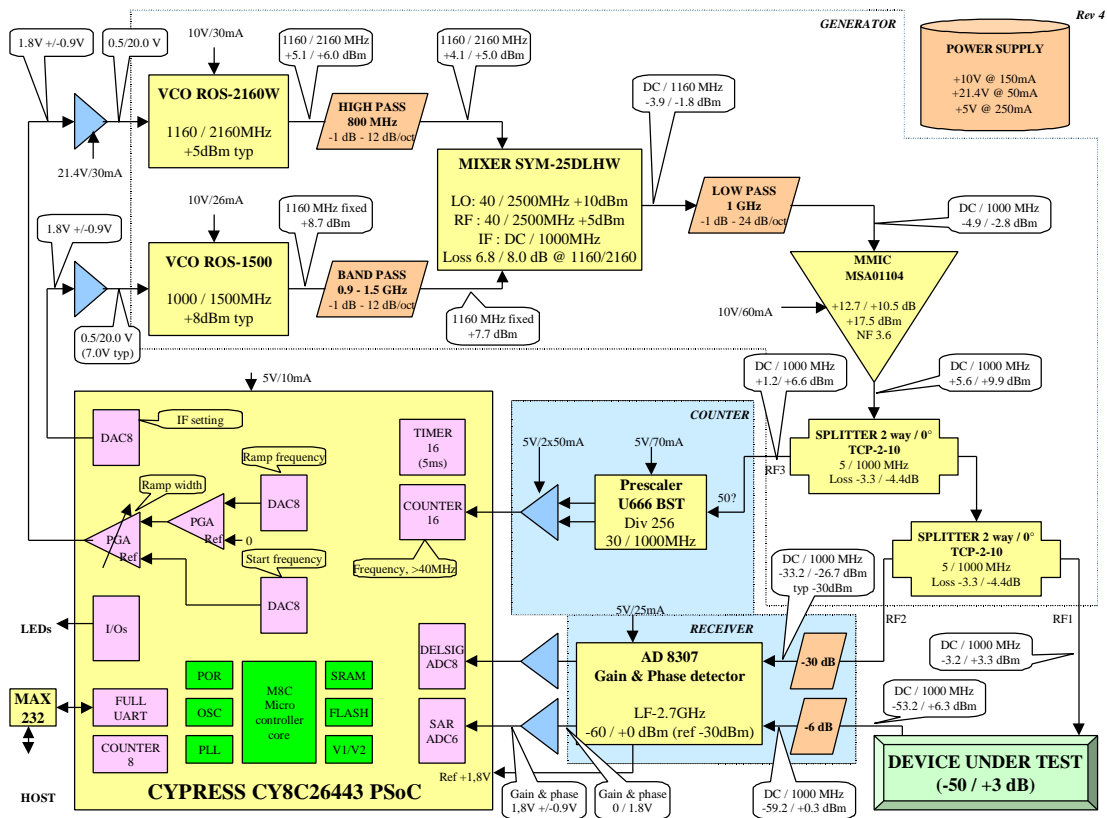 GENERATOR
Rev 4
1.8V +/-0.9V
0.5/20.0 V
10V/30mA
1160 / 2160 MHz
+5.1 / +6.0 dBm
1160 / 2160 MHz
+4.1 / +5.0 dBm
POWER SUPPLY
+10V @ 150mA
+21.4V @ 50mA
+5V @ 250mA
VCO ROS-2160W
1160 / 2160MHz
+5dBm typ
HIGH PASS
800 MHz
-1 dB - 12 dB/oct
DC / 1160 MHz
-3.9 / -1.8 dBm
21.4V/30mA
MIXER SYM-25DLHW
LO: 40 / 2500MHz +10dBm
RF : 40 / 2500MHz +5dBm
IF : DC / 1000MHz
Loss 6.8 / 8.0 dB @ 1160/2160
LOW PASS
1 GHz
-1 dB - 24 dB/oct
10V/26mA
1160 MHz fixed
+8.7 dBm
1.8V +/-0.9V
DC / 1000 MHz
-4.9 / -2.8 dBm
VCO ROS-1500
1000 / 1500MHz
+8dBm typ
BAND PASS
0.9 - 1.5 GHz
-1 dB - 12 dB/oct
MMIC
MSA01104
+12.7 / +10.5 dB
+17.5 dBm
NF 3.6
10V/60mA
1160 MHz fixed
+7.7 dBm
0.5/20.0 V
(7.0V typ)
5V/10mA
DC / 1000 MHz
+1.2/ +6.6 dBm
DC / 1000 MHz
+5.6 / +9.9 dBm
DAC8
IF setting
TIMER
16
(5ms)
COUNTER
5V/2x50mA
5V/70mA
SPLITTER 2 way / 0°
TCP-2-10
5 / 1000 MHz
Loss -3.3 / -4.4dB
RF3
Ramp frequency
Ramp width
DAC8
COUNTER
16
Prescaler
U666 BST
Div 256
30 / 1000MHz
50?
PGA
Ref
PGA
Ref
0
SPLITTER 2 way / 0°
TCP-2-10
5 / 1000 MHz
Loss -3.3 / -4.4dB
Start frequency
Frequency, >40MHz
DAC8
DC / 1000 MHz
-33.2 / -26.7 dBm
typ -30dBm
LEDs
I/Os
5V/25mA
RECEIVER
RF2
RF1
DELSIG
ADC8
AD 8307
Gain & Phase detector
LF-2.7GHz
-60 / +0 dBm (ref -30dBm)
-30 dB
DC / 1000 MHz
-3.2 / +3.3 dBm
POR
M8C
Micro
controller
core
SRAM
MAX
232
FULL
UART
OSC
FLASH
SAR
ADC6
-6 dB
DC / 1000 MHz
-53.2 / +6.3 dBm
COUNTER
8
PLL
V1/V2
Ref +1,8V
DEVICE UNDER TEST
(-50 / +3 dB)
HOST
CYPRESS CY8C26443 PSoC
Gain & phase
1,8V +/-0.9V
Gain & phase
0 / 1.8V
DC / 1000 MHz
-59.2 / +0.3 dBm